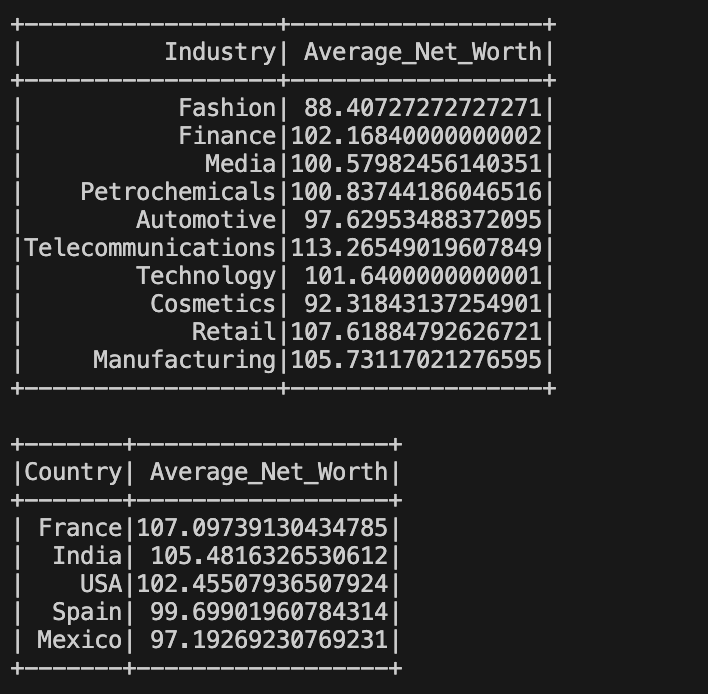 +------------------+------------------+
|          Industry| Average_Net_Worth|
+------------------+------------------+
|           Fashion| 88.40727272727271|
|           Finance|102.16840000000002|
|             Media|100.57982456140351|
|    Petrochemicals|100.83744186046516|
|        Automotive| 97.62953488372095|
|Telecommunications|113.26549019607849|
|        Technology| 101.6400000000001|
|         Cosmetics| 92.31843137254901|
|            Retail|107.61884792626721|
|     Manufacturing|105.73117021276595|
+------------------+------------------+

+-------+------------------+
|Country| Average_Net_Worth|
+-------+------------------+
| France|107.09739130434785|
|  India| 105.4816326530612|
|    USA|102.45507936507924|
|  Spain| 99.69901960784314|
| Mexico| 97.19269230769231|
+-------+------------------+